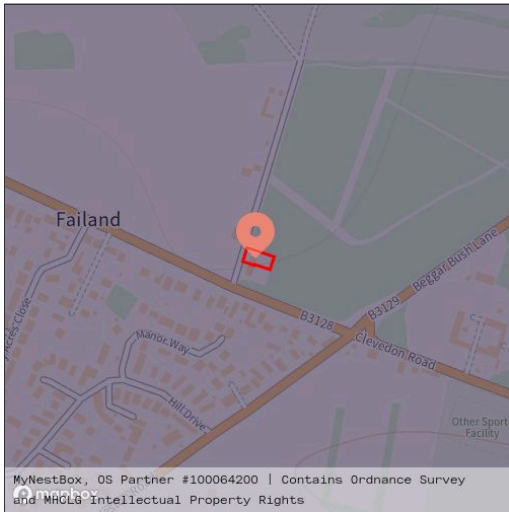 Failand
Beggar Bush Lane
B3129
B3128
Clevedon Road
Manor Way
Acres Close
Hill Drive
Other Sport
Facility
MyNestBox, OS Partner #100064200 | Contains Ordnance Survey
and MHCLG Intellectual Property Rights
mapbox